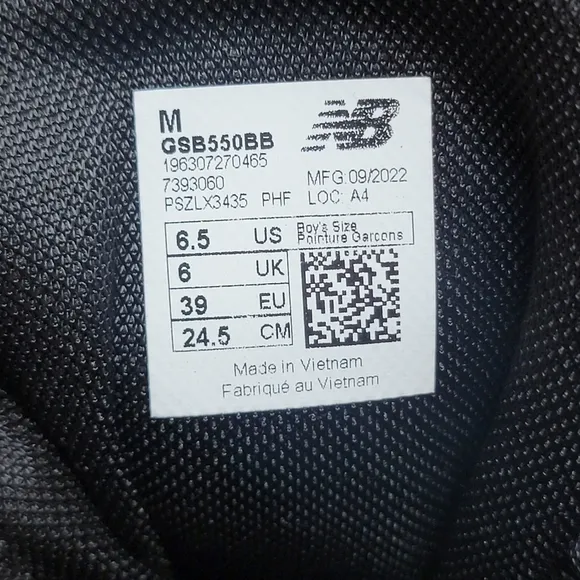 M
NB
GSB550BB
196307270465
7393060 MFG:09/2022
PSZLX3435 PHF LOC: A4
6.5 US Boy's Size
Pointure Garcons
6 UK
39 EU
24.5 CM
Made in Vietnam
Fabriqué au Vietnam